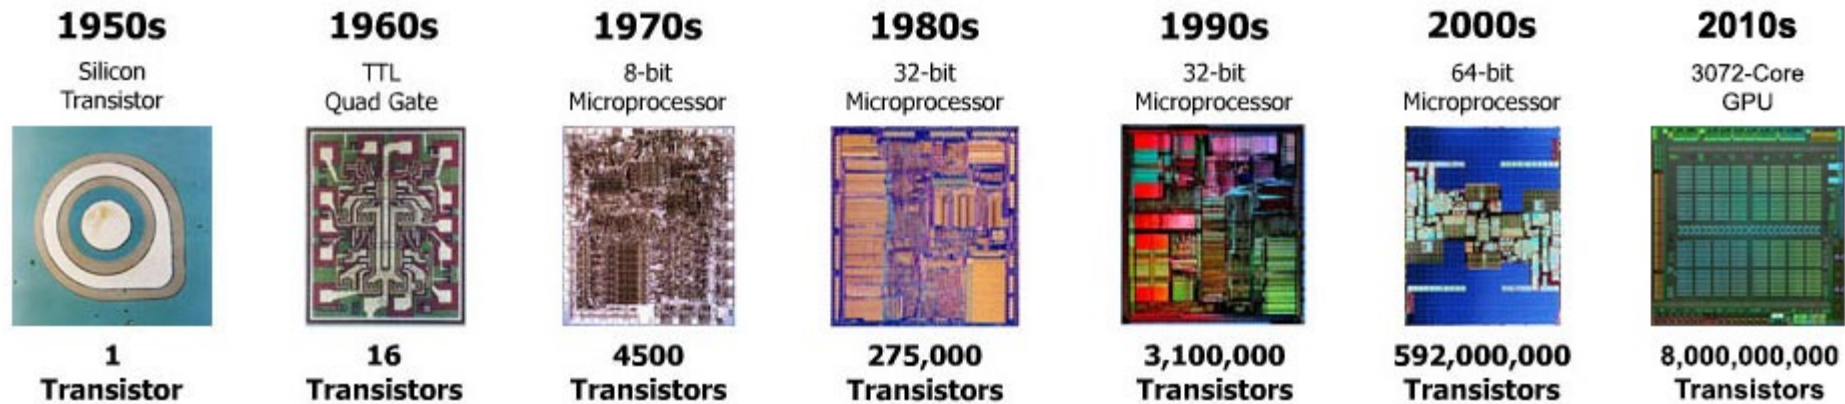 1950s
Silicon
Transistor
1
Transistor
1960s
TTL
Quad Gate
16
Transistors
1970s
8-bit
Microprocessor
4500
Transistors
1980s
32-bit
Microprocessor
275,000
Transistors
1990s
32-bit
Microprocessor
3,100,000
Transistors
2000s
64-bit
Microprocessor
592,000,000
Transistors
2010s
3072-Core
GPU
8,000,000,000
Transistors